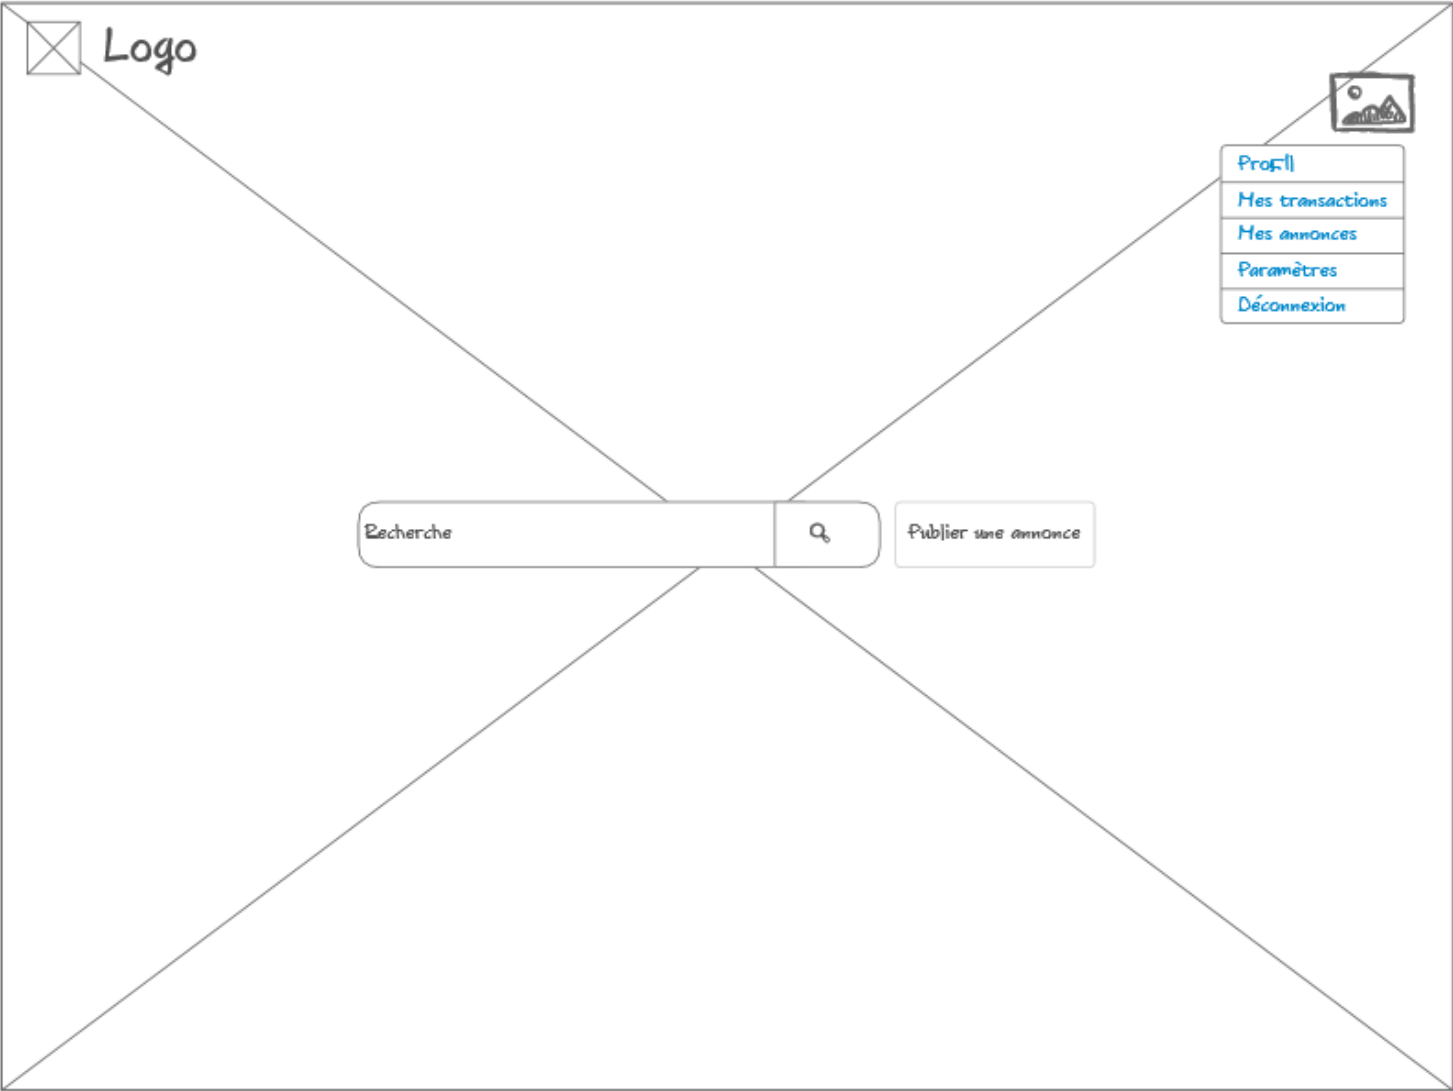 Logo
Profil
Mes transactions
Mes annonces
Paramètres
Déconnexion
Recherche
Publier une annonce